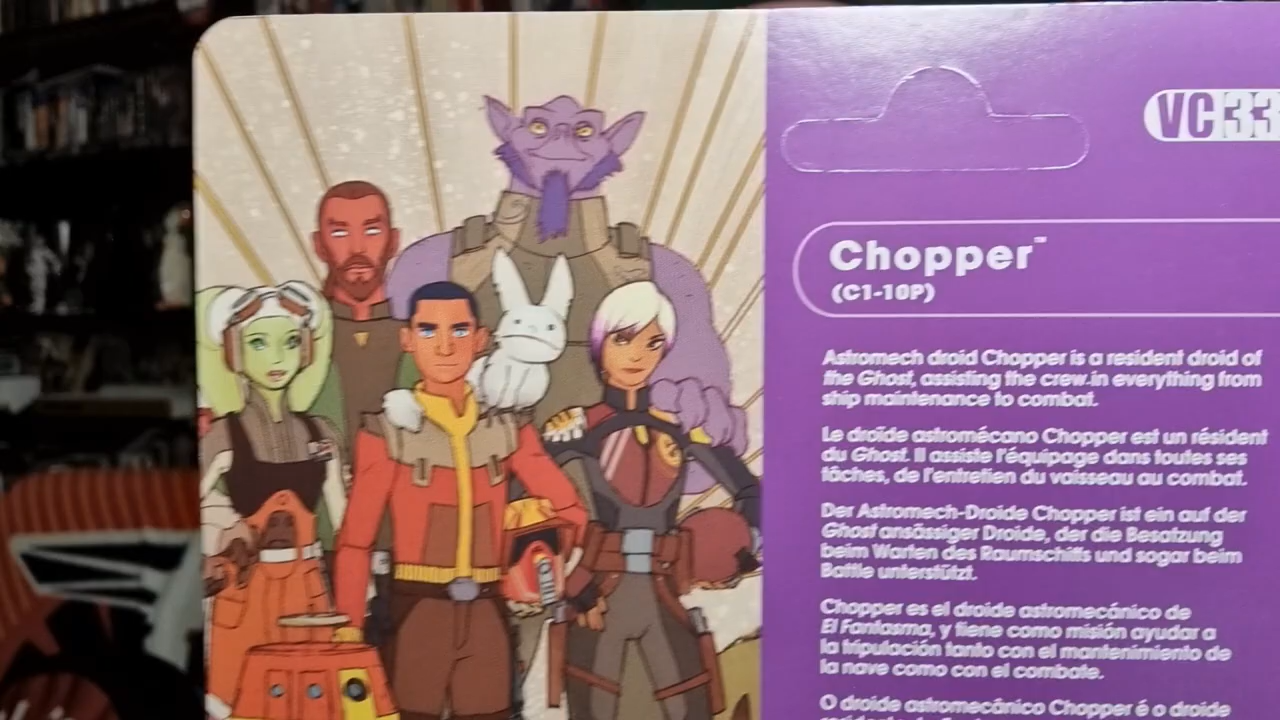 VC 33
Chopper™
(C1-10P)
Astromech droid Chopper is a resident droid of
the Ghost, assisting the crew in everything from
ship maintenance to combat.
Le droïde astromécano Chopper est un résident
du Ghost. Il assiste l'équipage dans toutes ses
tâches, de l'entretien du vaisseau au combat.
Der Astromech-Droide Chopper ist ein auf der
Ghost ansässiger Droide, der die Besatzung
beim Warten des Raumschiffs und sogar beim
Battle unterstützt.
Chopper es el droide astromecánico de
El Fantasma, y tiene como misión ayudar a
la tripulación tanto con el mantenimiento de
la nave como con el combate.
O droide astromecânico Chopper é o droide